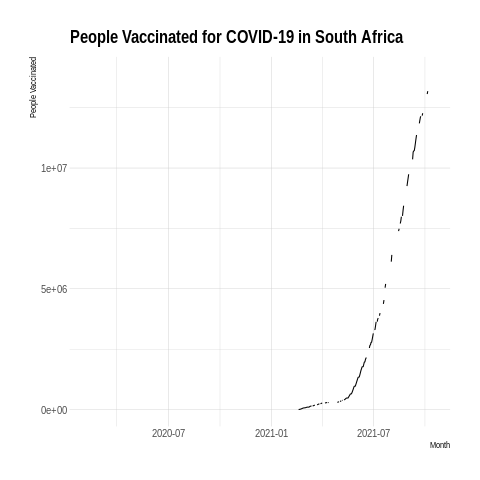 People Vaccinated for COVID-19 in South Africa
People Vaccinated
1e+07
5e+06
0e+00
2020-07
2021-01
2021-07
Month